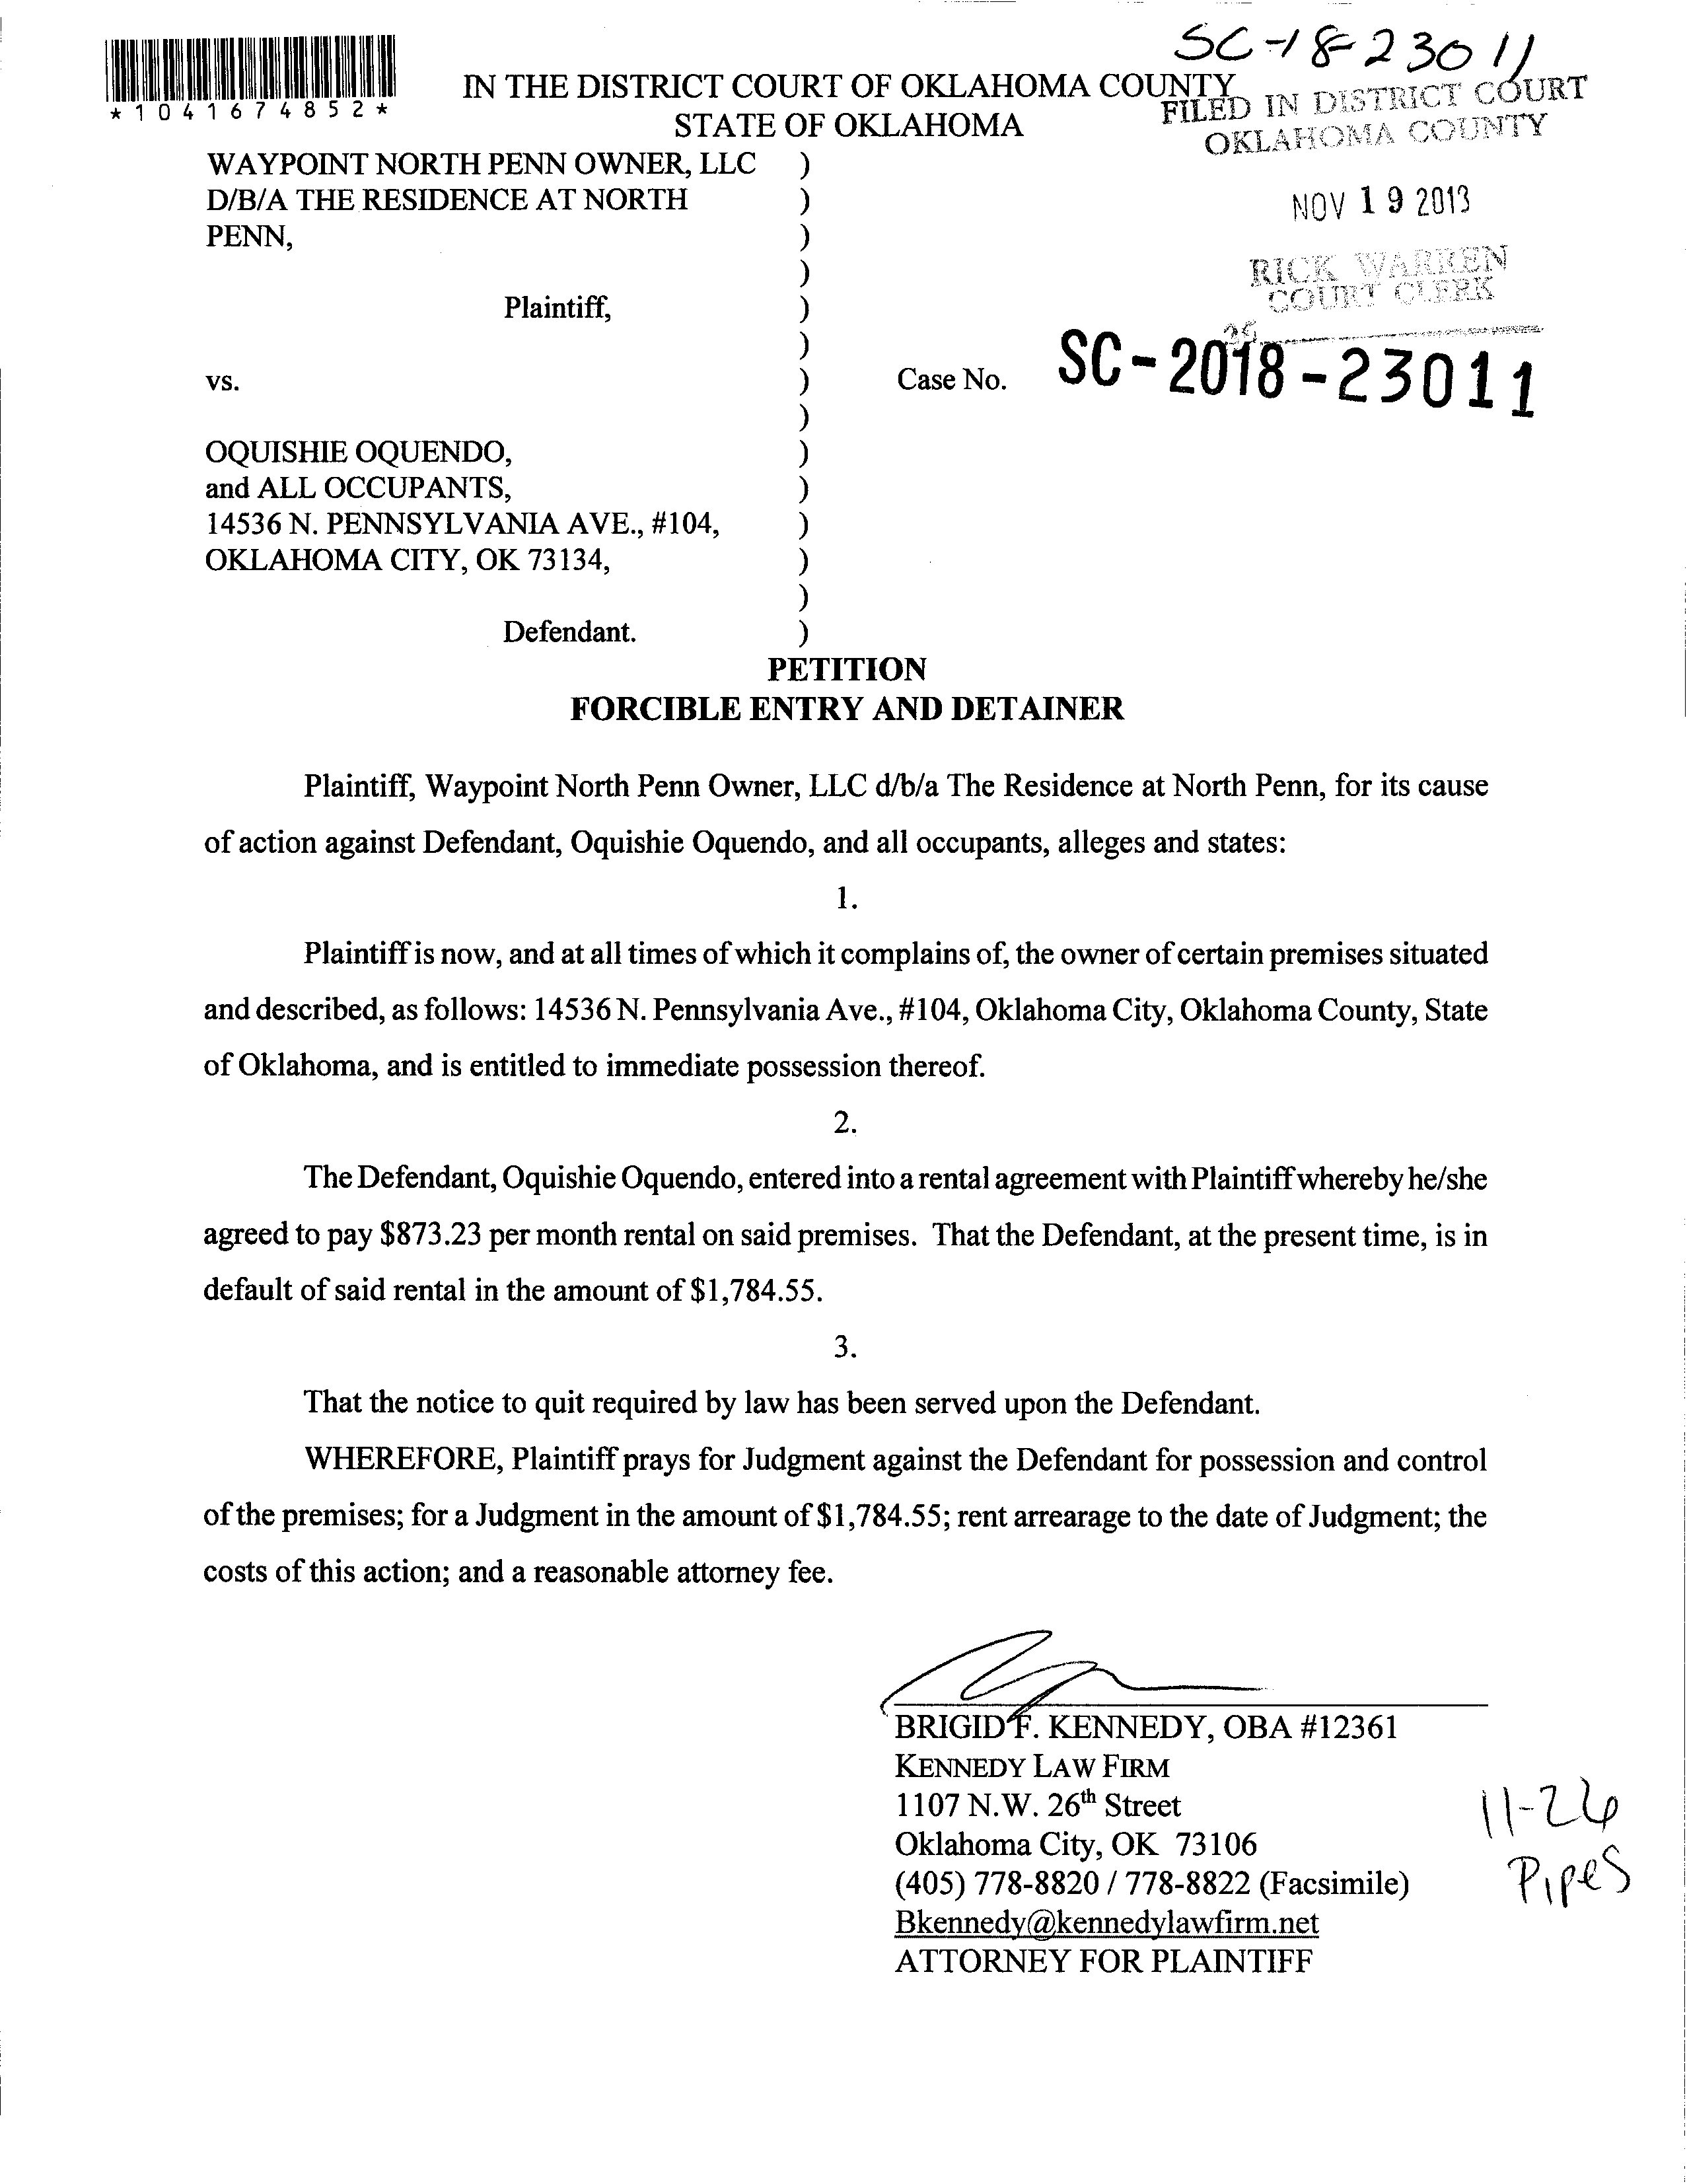 SC-18-23011
*1041674852*
IN THE DISTRICT COURT OF OKLAHOMA COUNTY
STATE OF OKLAHOMA
FILED IN DISTRICT COURT
OKLAHOMA COUNTY
NOV 19 2018
RICK WARREN
COURT CLERK
WAYPOINT NORTH PENN OWNER, LLC )
D/B/A THE RESIDENCE AT NORTH )
PENN, )
)
Plaintiff, )
)
vs. ) Case No. SC-2018-23011
)
OQUISHIE OQUENDO, )
and ALL OCCUPANTS, )
14536 N. PENNSYLVANIA AVE., #104, )
OKLAHOMA CITY, OK 73134, )
)
Defendant. )
PETITION
FORCIBLE ENTRY AND DETAINER
Plaintiff, Waypoint North Penn Owner, LLC d/b/a The Residence at North Penn, for its cause
of action against Defendant, Oquishie Oquendo, and all occupants, alleges and states:
1.
Plaintiff is now, and at all times of which it complains of, the owner of certain premises situated
and described, as follows: 14536 N. Pennsylvania Ave., #104, Oklahoma City, Oklahoma County, State
of Oklahoma, and is entitled to immediate possession thereof.
2.
The Defendant, Oquishie Oquendo, entered into a rental agreement with Plaintiff whereby he/she
agreed to pay $873.23 per month rental on said premises. That the Defendant, at the present time, is in
default of said rental in the amount of $1,784.55.
3.
That the notice to quit required by law has been served upon the Defendant.
WHEREFORE, Plaintiff prays for Judgment against the Defendant for possession and control
of the premises; for a Judgment in the amount of $1,784.55; rent arrearage to the date of Judgment; the
costs of this action; and a reasonable attorney fee.
BRIGID F. KENNEDY, OBA #12361
KENNEDY LAW FIRM
1107 N.W. 26th Street
Oklahoma City, OK 73106
(405) 778-8820 / 778-8822 (Facsimile)
Bkennedy@kennedylawfirm.net
ATTORNEY FOR PLAINTIFF
11-26
Pipes